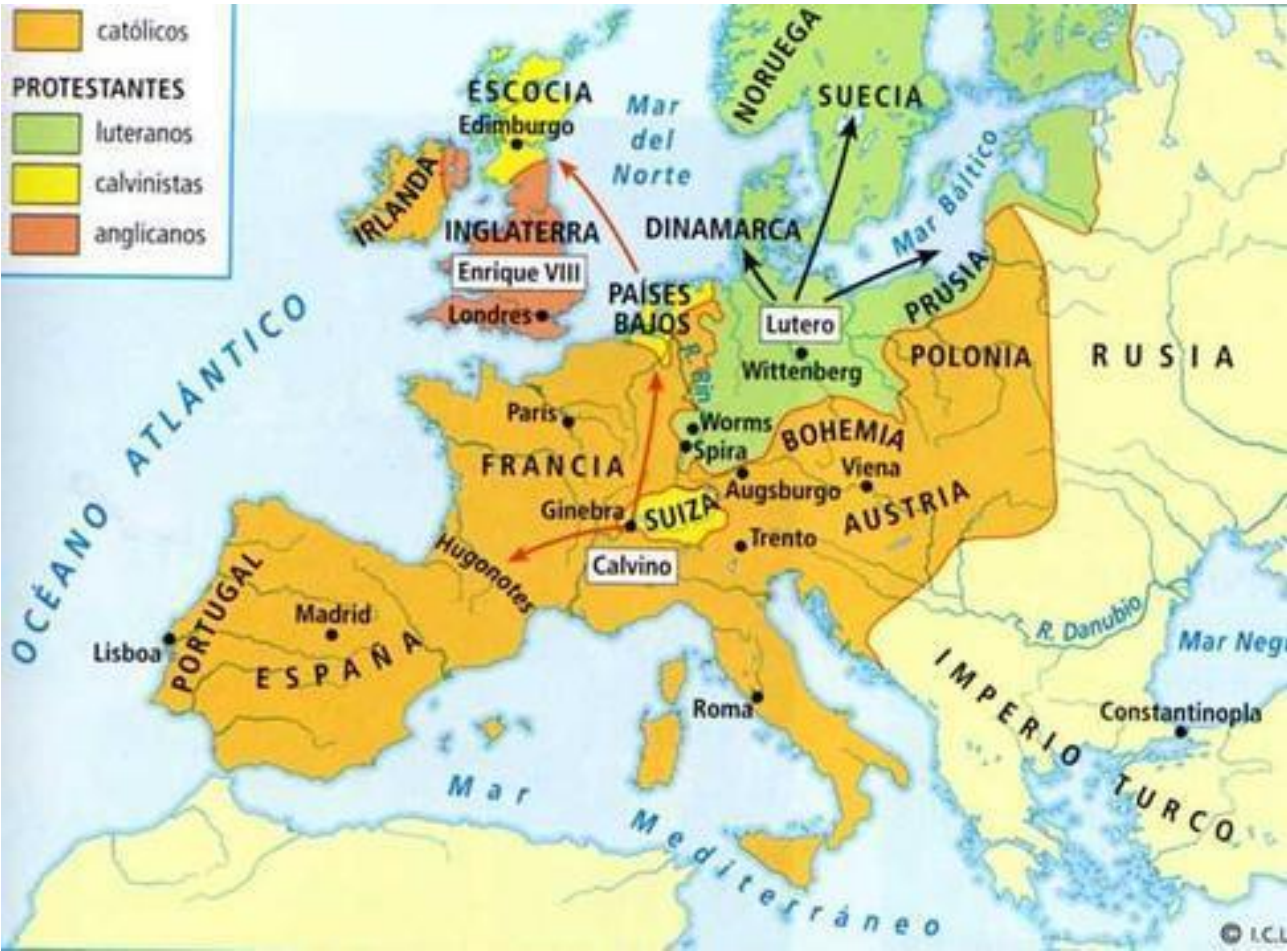 católicos
PROTESTANTES
luteranos
calvinistas
anglicanos
NORUEGA
SUECIA
ESCOCIA
Edimburgo
Mar
del
Norte
Mar Báltico
IRLANDA
INGLATERRA
DINAMARCA
Enrique VIII
PAÍSES
BAJOS
PRUSIA
Londres
Lutero
Wittenberg
POLONIA
RUSIA
R. Rin
OCÉANO ATLÁNTICO
París
Worms
Spira
BOHEMIA
FRANCIA
Viena
Augsburgo
AUSTRIA
Ginebra
SUIZA
Trento
Hugonotes
Calvino
PORTUGAL
Madrid
Lisboa
ESPAÑA
R. Danubio
Mar Neg
Roma
IMPERIO TURCO
Constantinopla
Mar Mediterráneo
© I.C.L